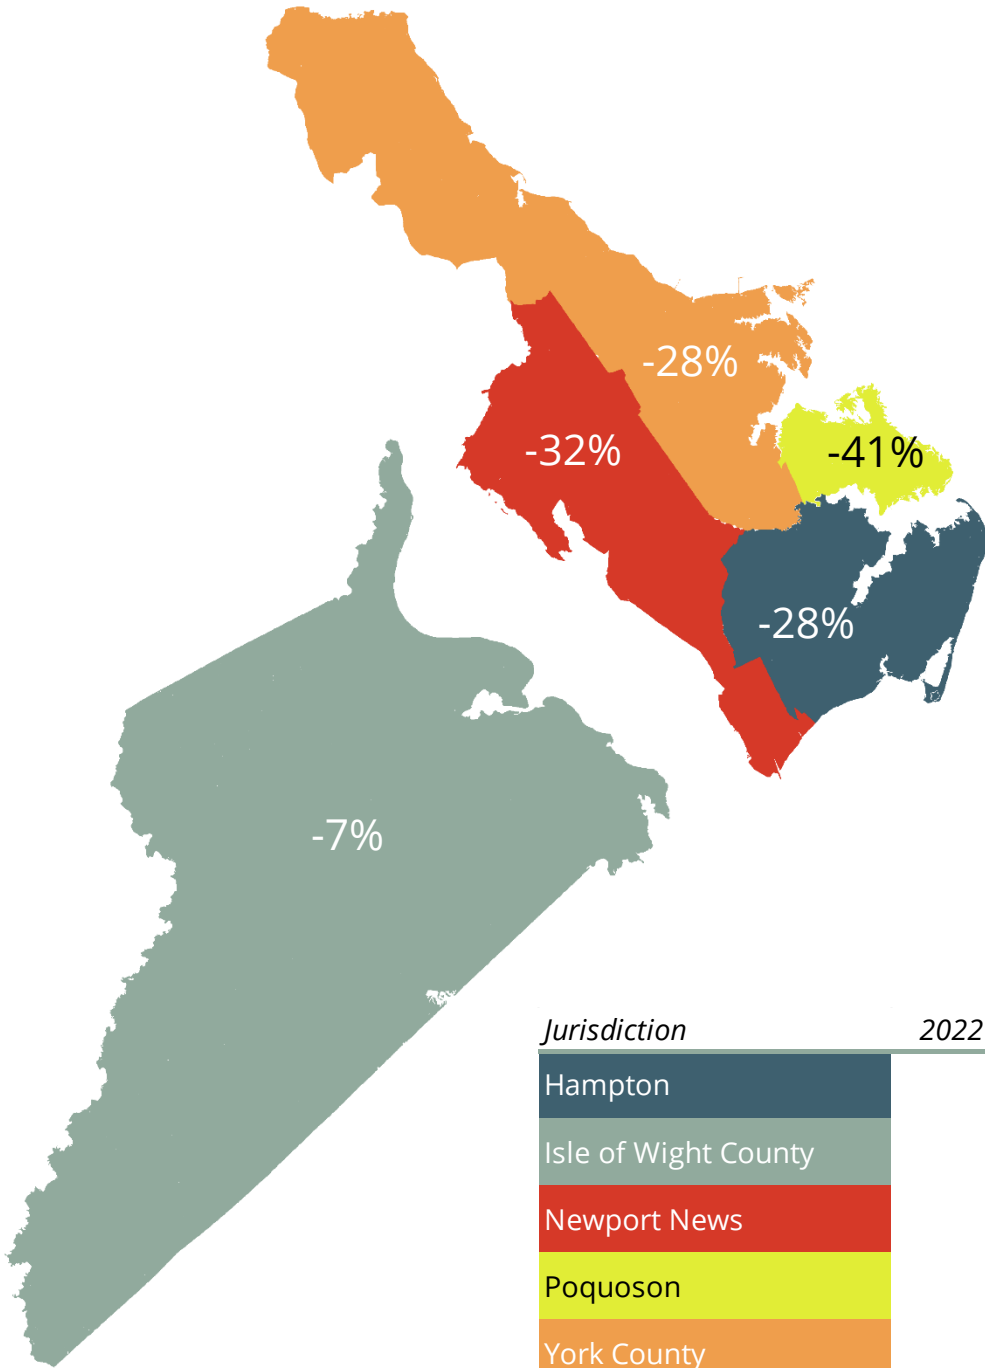 -28%
-32%
-41%
-28%
-7%
Jurisdiction 2022
Hampton
Isle of Wight County
Newport News
Poquoson
York County